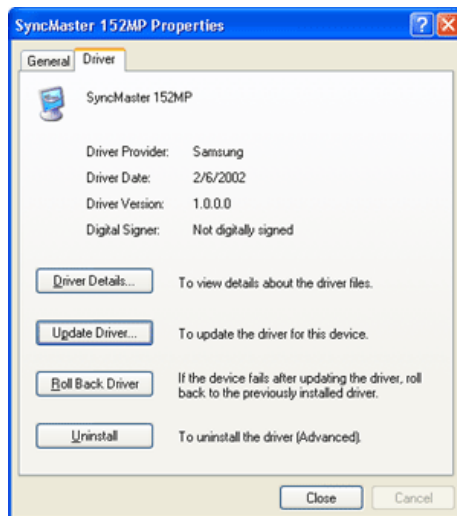 SyncMaster 152MP Properties
General Driver
SyncMaster 152MP
Driver Provider: Samsung
Driver Date: 2/6/2002
Driver Version: 1.0.0.0
Digital Signer: Not digitally signed
Driver Details... To view details about the driver files.
Update Driver... To update the driver for this device.
Roll Back Driver If the device fails after updating the driver, roll
back to the previously installed driver.
Uninstall To uninstall the driver (Advanced).
Close Cancel